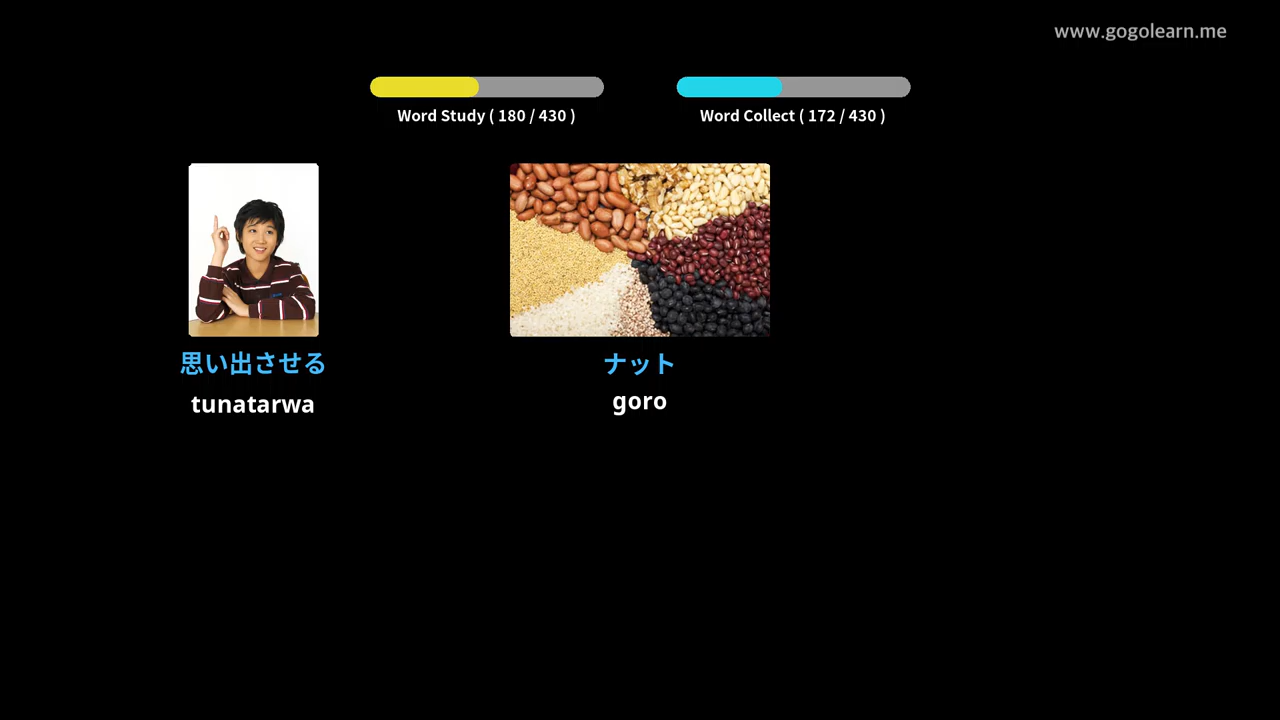 www.gogolearn.me
Word Study ( 180 / 430 )
Word Collect ( 172 / 430 )
思い出させる
tunatarwa
ナット
goro